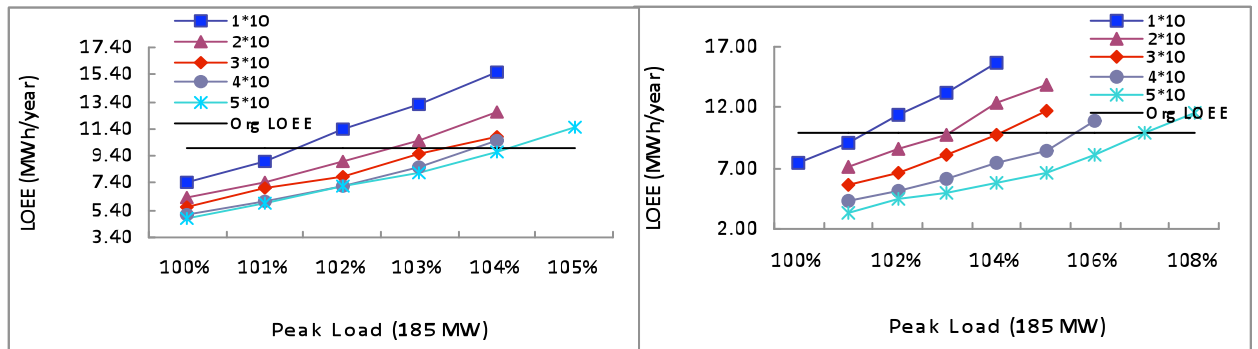 1*10
2*10
3*10
4*10
5*10
Org LOEE
17.40
15.40
13.40
11.40
9.40
7.40
5.40
3.40
LOEE (MWh/year)
100% 101% 102% 103% 104% 105%
Peak Load (185 MW)
1*10
2*10
3*10
4*10
5*10
Org LOEE
17.00
12.00
7.00
2.00
LOEE (MWh/year)
100% 102% 104% 106% 108%
Peak Load (185 MW)